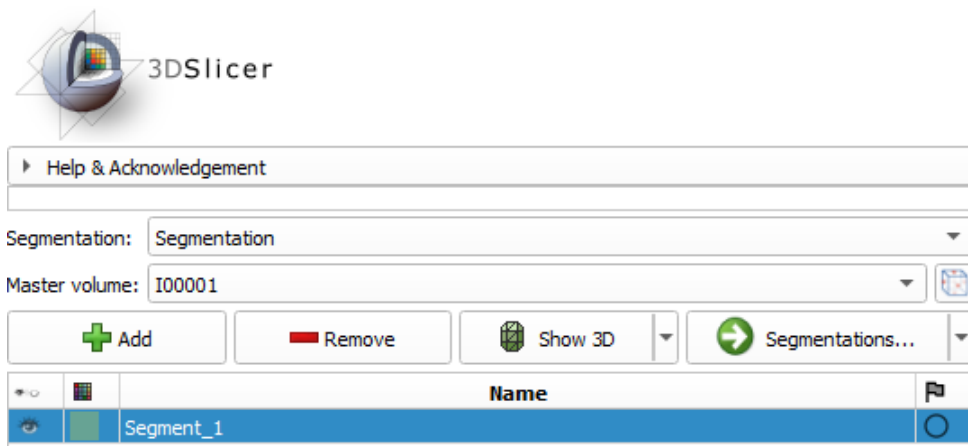 3DSlicer
Help & Acknowledgement
Segmentation: Segmentation
Master volume: I00001
Add Remove Show 3D Segmentations...
Name
Segment_1